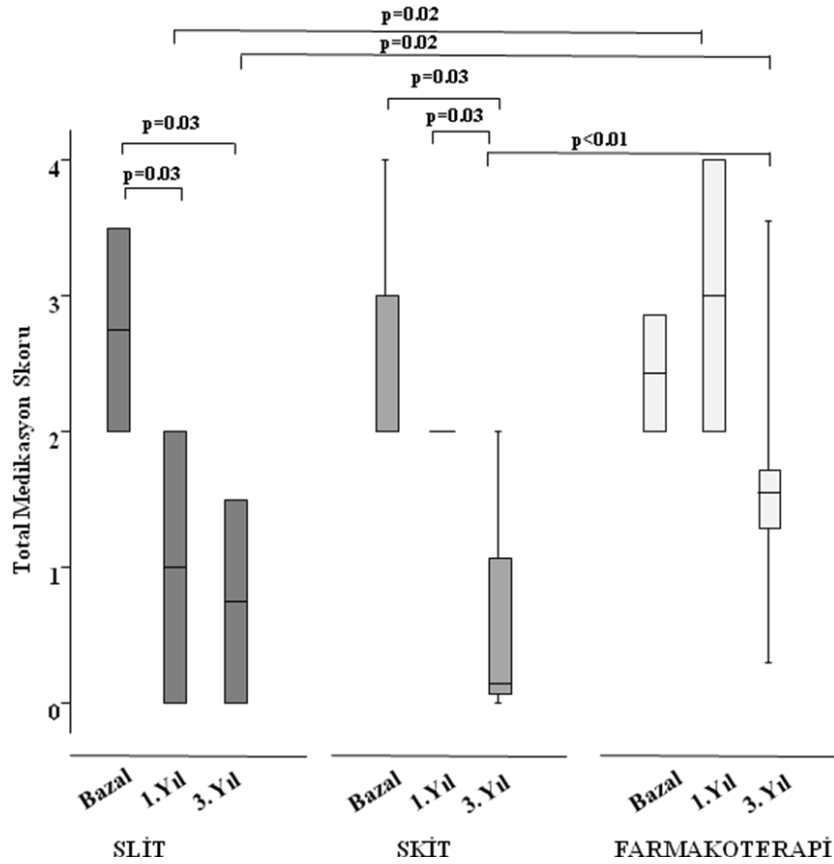 p=0.02
p=0.02
p=0.03
p=0.03
p=0.03
p=0.03
p<0.01
Total Medikasyon Skoru
4
3
2
1
0
Bazal 1.Yıl 3. Yıl
Bazal 1.Yıl 3. Yıl
Bazal 1.Yıl 3. Yıl
SLİT SKİT FARMAKOTERAPİ